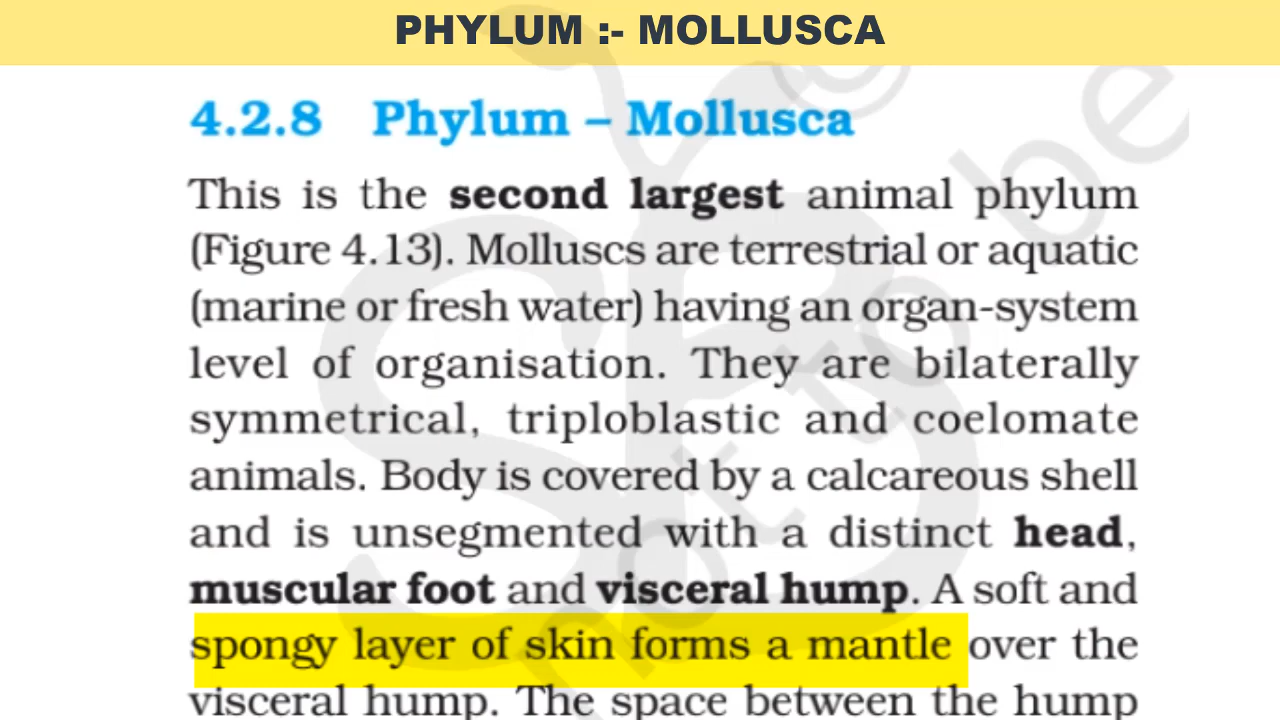 PHYLUM :- MOLLUSCA
4.2.8 Phylum – Mollusca
This is the second largest animal phylum
(Figure 4.13). Molluscs are terrestrial or aquatic
(marine or fresh water) having an organ-system
level of organisation. They are bilaterally
symmetrical, triploblastic and coelomate
animals. Body is covered by a calcareous shell
and is unsegmented with a distinct head,
muscular foot and visceral hump. A soft and
spongy layer of skin forms a mantle over the
visceral hump. The space between the hump
©
not to be